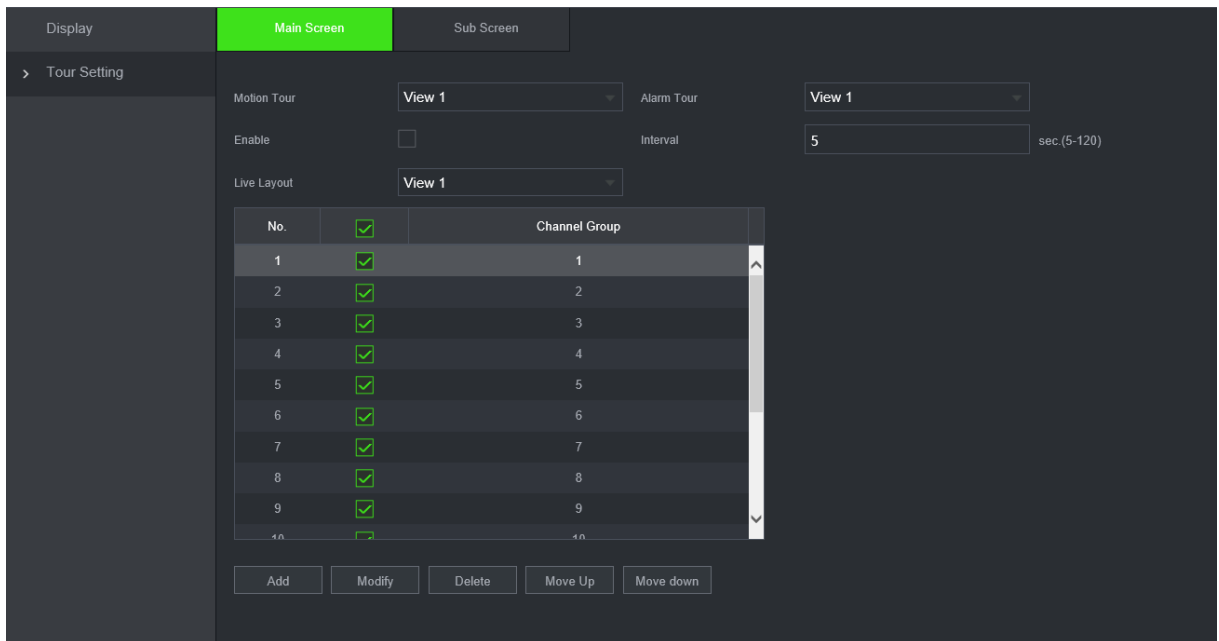 Display
Main Screen
Sub Screen
Tour Setting
Motion Tour
View 1
Alarm Tour
View 1
Enable
Interval
5
sec.(5-120)
Live Layout
View 1
No.
Channel Group
1
1
2
2
3
3
4
4
5
5
6
6
7
7
8
8
9
9
10
10
Add
Modify
Delete
Move Up
Move down